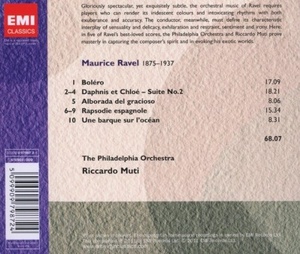 Gloriously spectacular, yet exquisitely subtle, the orchestral music of Ravel requires
players who can render its iridescent colours and intoxicating rhythms with both
exuberance and accuracy. The conductor, meanwhile, must define its characteristic
interplay of sensuality and delicacy, exhilaration and restraint, sentiment and irony. Here,
in five of Ravel's best-loved scores, the Philadelphia Orchestra and Riccardo Muti prove
masterly in capturing the composer's spirit and in evoking his exotic worlds.
EMI
CLASSICS
Maurice Ravel 1875–1937
1 Boléro 17.09
2–4 Daphnis et Chloé – Suite No.2 18.21
5 Alborada del gracioso 8.06
6–9 Rapsodie espagnole 15.34
10 Une barque sur l'océan 8.31
68.07
The Philadelphia Orchestra
Riccardo Muti
5 099909 798724